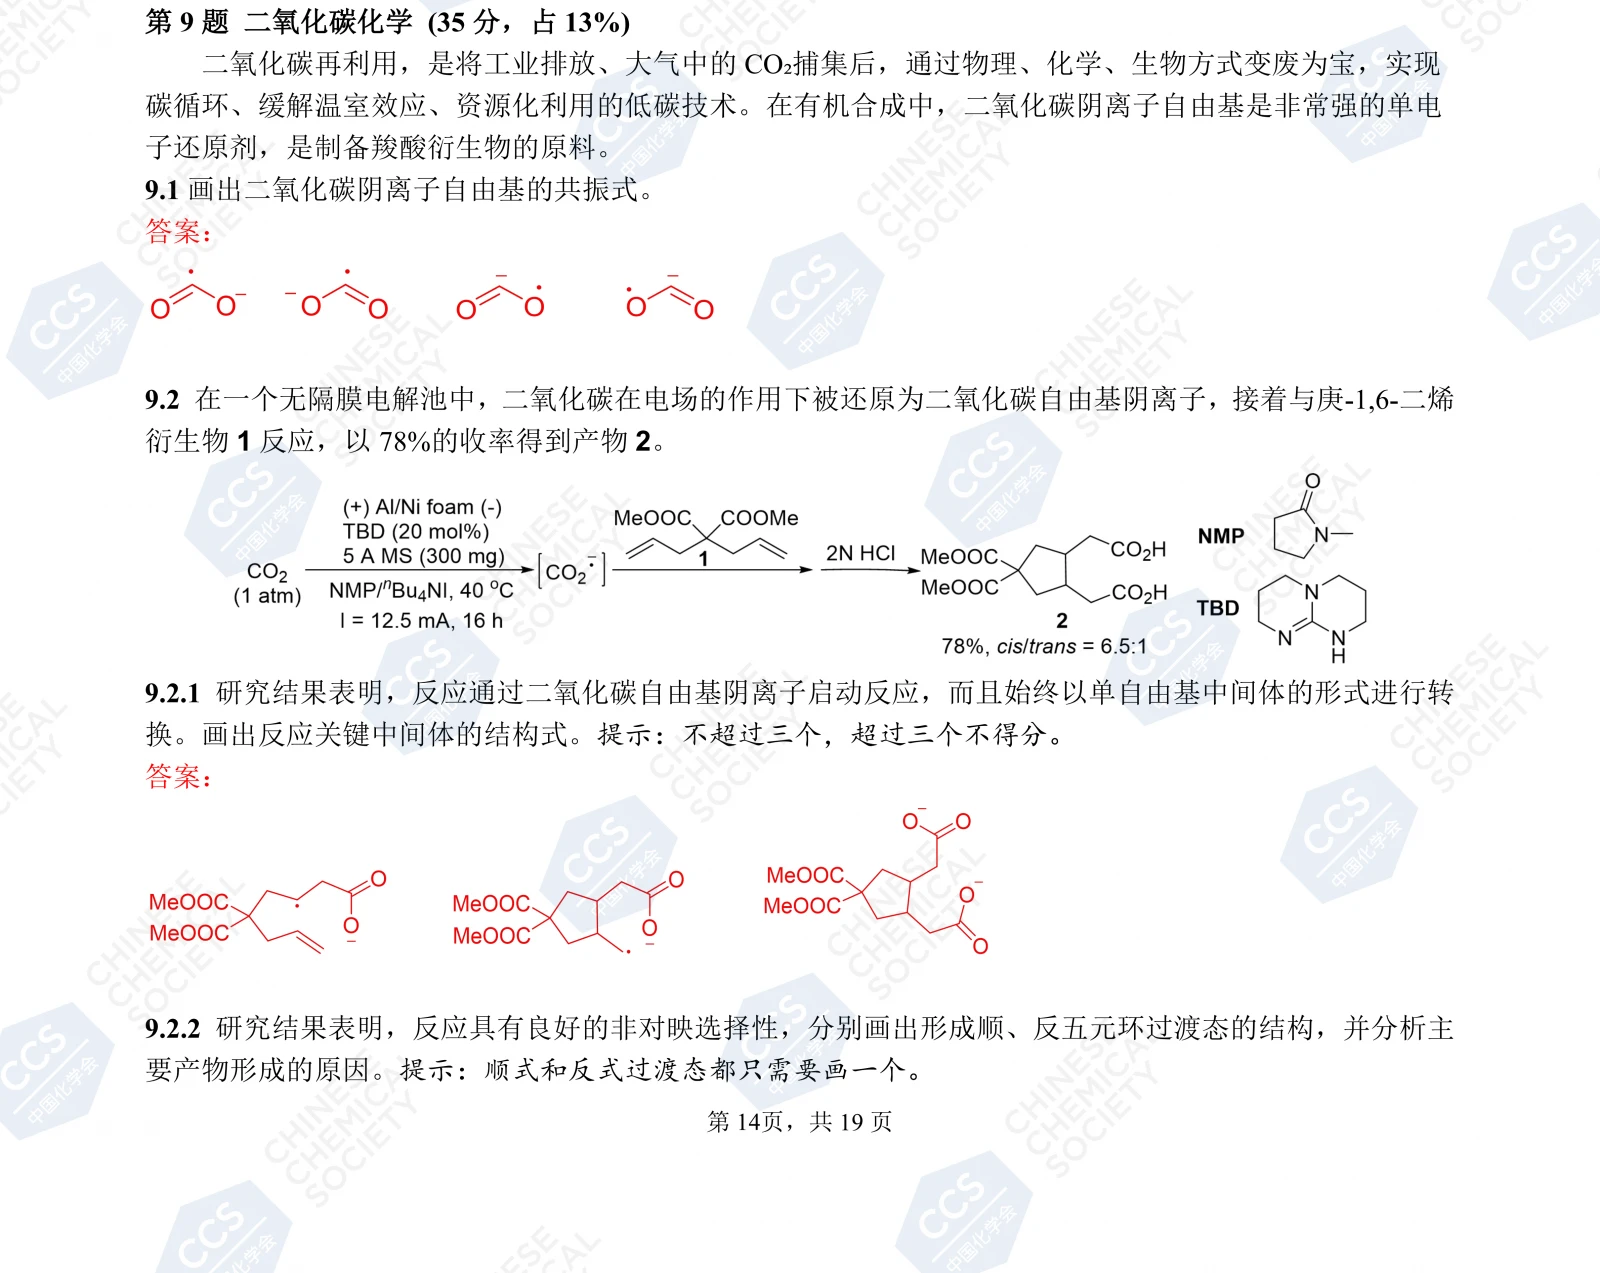 第 9 题 二氧化碳化学 (35 分，占 13%)
二氧化碳再利用，是将工业排放、大气中的 CO₂捕集后，通过物理、化学、生物方式变废为宝，实现
碳循环、缓解温室效应、资源化利用的低碳技术。在有机合成中，二氧化碳阴离子自由基是非常强的单电
子还原剂，是制备羧酸衍生物的原料。
9.1 画出二氧化碳阴离子自由基的共振式。
答案：
O O⁻ ⁻O O O O O O
9.2 在一个无隔膜电解池中，二氧化碳在电场的作用下被还原为二氧化碳自由基阴离子，接着与庚-1,6-二烯
衍生物 1 反应，以 78%的收率得到产物 2。
CO₂
(1 atm)
(+) Al/Ni foam (-)
TBD (20 mol%)
5 A MS (300 mg)
NMP/ⁿBu₄NI, 40 ⁰C
I = 12.5 mA, 16 h
[CO₂⁻•]
MeOOC COOMe
1
2N HCl
MeOOC CO₂H
MeOOC CO₂H
2
78%, cis/trans = 6.5:1
NMP O N
TBD N N N H
9.2.1 研究结果表明，反应通过二氧化碳自由基阴离子启动反应，而且始终以单自由基中间体的形式进行转
换。画出反应关键中间体的结构式。提示：不超过三个，超过三个不得分。
答案：
MeOOC O
MeOOC O⁻
MeOOC O
MeOOC O⁻
O⁻ O
MeOOC O⁻
MeOOC O
9.2.2 研究结果表明，反应具有良好的非对映选择性，分别画出形成顺、反五元环过渡态的结构，并分析主
要产物形成的原因。提示：顺式和反式过渡态都只需要画一个。
第 14页，共 19 页
CCS
中国化学会
CHINESE
CHEMICAL
SOCIETY